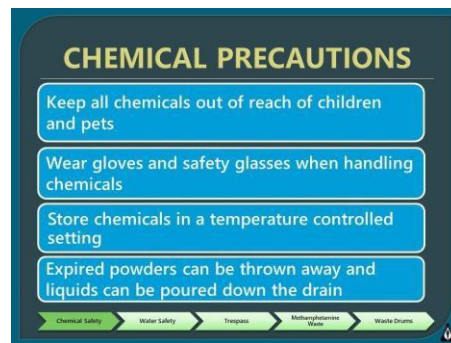 CHEMICAL PRECAUTIONS
Keep all chemicals out of reach of children
and pets
Wear gloves and safety glasses when handling
chemicals
Store chemicals in a temperature controlled
setting
Expired powders can be thrown away and
liquids can be poured down the drain
Chemical Safety
Water Safety
Trespass
Methamphetamine
Waste
Waste Drums